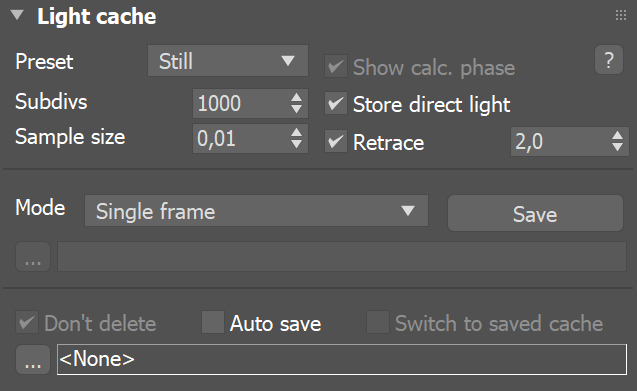 Light cache
Preset Still Show calc. phase ?
Subdivs 1000 Store direct light
Sample size 0,01 Retrace 2,0
Mode Single frame Save
...
Don't delete Auto save Switch to saved cache
... <None>